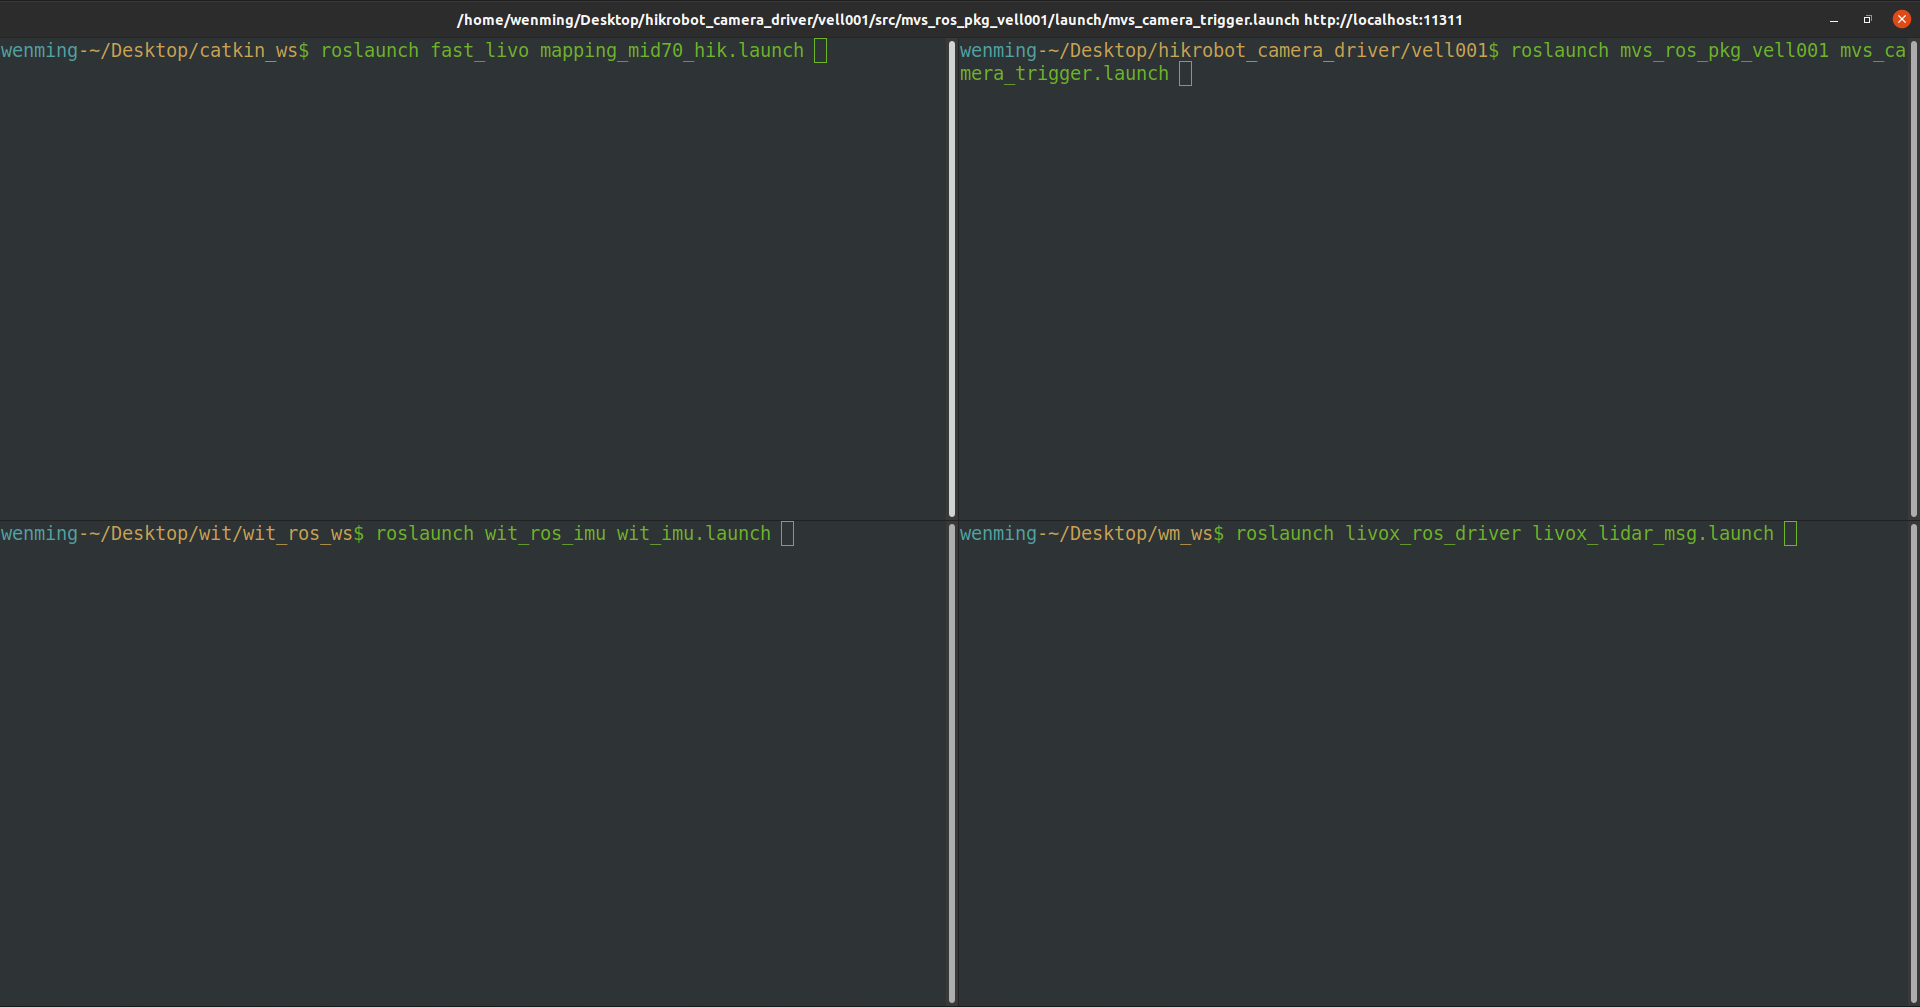 /home/wenming/Desktop/hikrobot_camera_driver/vell001/src/mvs_ros_pkg_vell001/launch/mvs_camera_trigger.launch http://localhost:11311
wenming-~/Desktop/catkin_ws$ roslaunch fast_livo mapping_mid70_hik.launch
wenming-~/Desktop/hikrobot_camera_driver/vell001$ roslaunch mvs_ros_pkg_vell001 mvs_ca
mera_trigger.launch
wenming-~/Desktop/wit/wit_ros_ws$ roslaunch wit_ros_imu wit_imu.launch
wenming-~/Desktop/wm_ws$ roslaunch livox_ros_driver livox_lidar_msg.launch